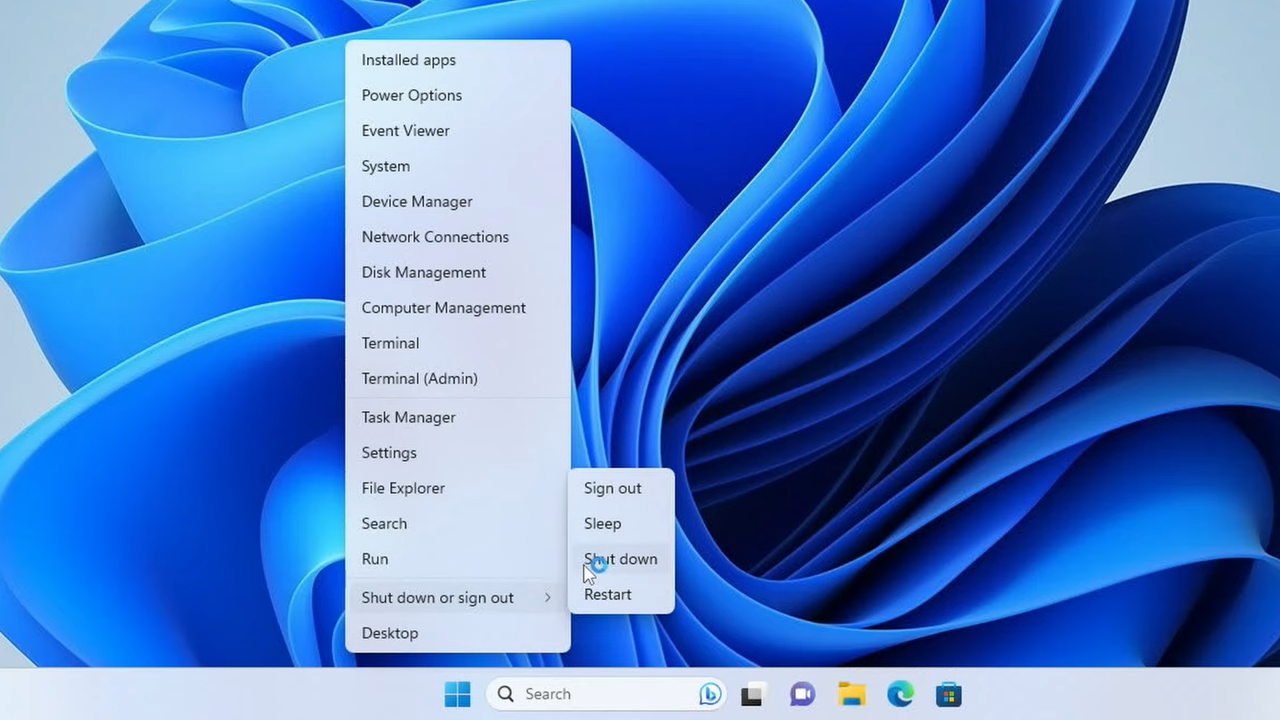 Installed apps
Power Options
Event Viewer
System
Device Manager
Network Connections
Disk Management
Computer Management
Terminal
Terminal (Admin)
Task Manager
Settings
File Explorer
Search
Run
Shut down or sign out
Desktop
Sign out
Sleep
Shut down
Restart
Search